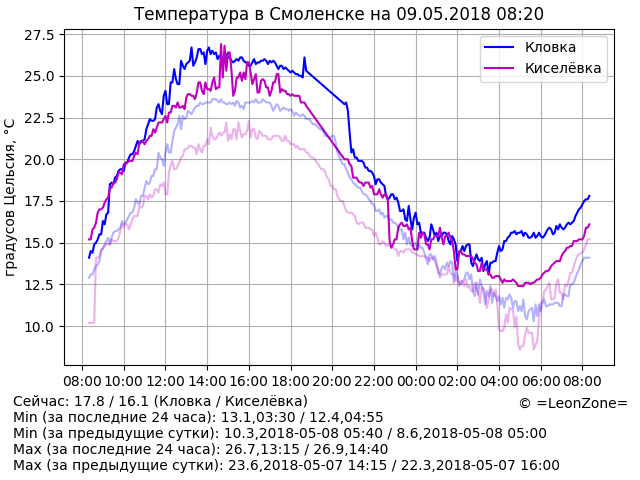 Температура в Смоленске на 09.05.2018 08:20
27.5
25.0
22.5
20.0
17.5
15.0
12.5
10.0
градусов Цельсия, °C
Кловка
Киселёвка
08:00 10:00 12:00 14:00 16:00 18:00 20:00 22:00 00:00 02:00 04:00 06:00 08:00
Сейчас: 17.8 / 16.1 (Кловка / Киселёвка)
© =LeonZone=
Min (за последние 24 часа): 13.1,03:30 / 12.4,04:55
Min (за предыдущие сутки): 10.3,2018-05-08 05:40 / 8.6,2018-05-08 05:00
Max (за последние 24 часа): 26.7,13:15 / 26.9,14:40
Max (за предыдущие сутки): 23.6,2018-05-07 14:15 / 22.3,2018-05-07 16:00